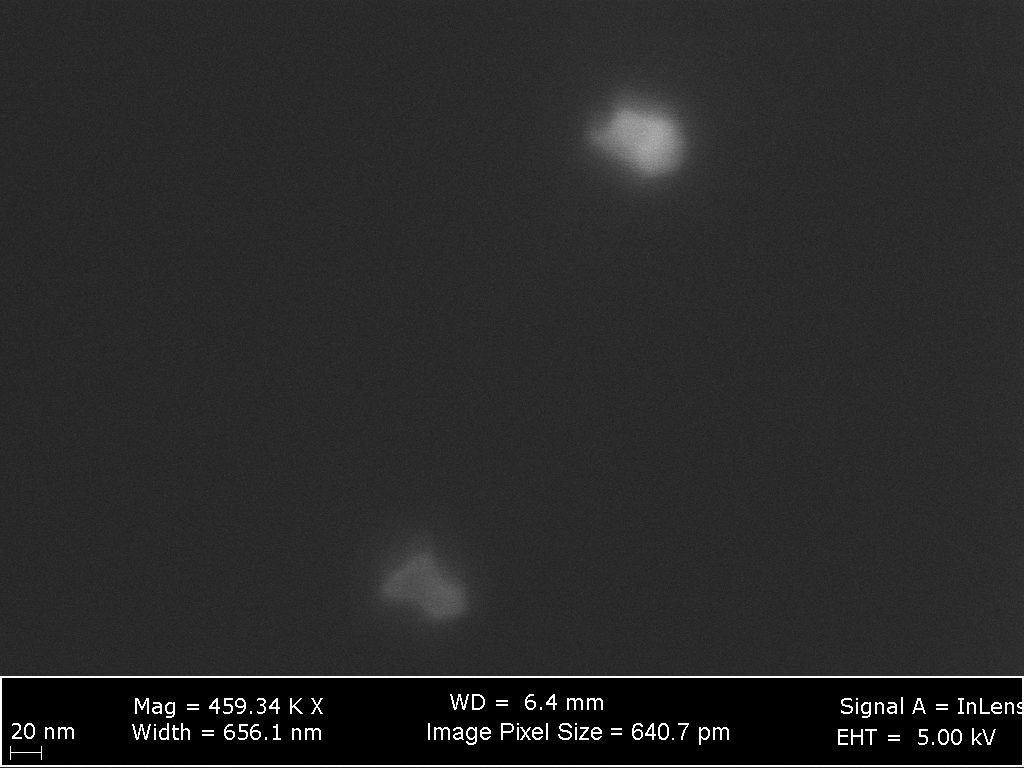 Mag = 459.34 K X
WD = 6.4 mm
Signal A = InLens
20 nm
Width = 656.1 nm
Image Pixel Size = 640.7 pm
EHT = 5.00 kV